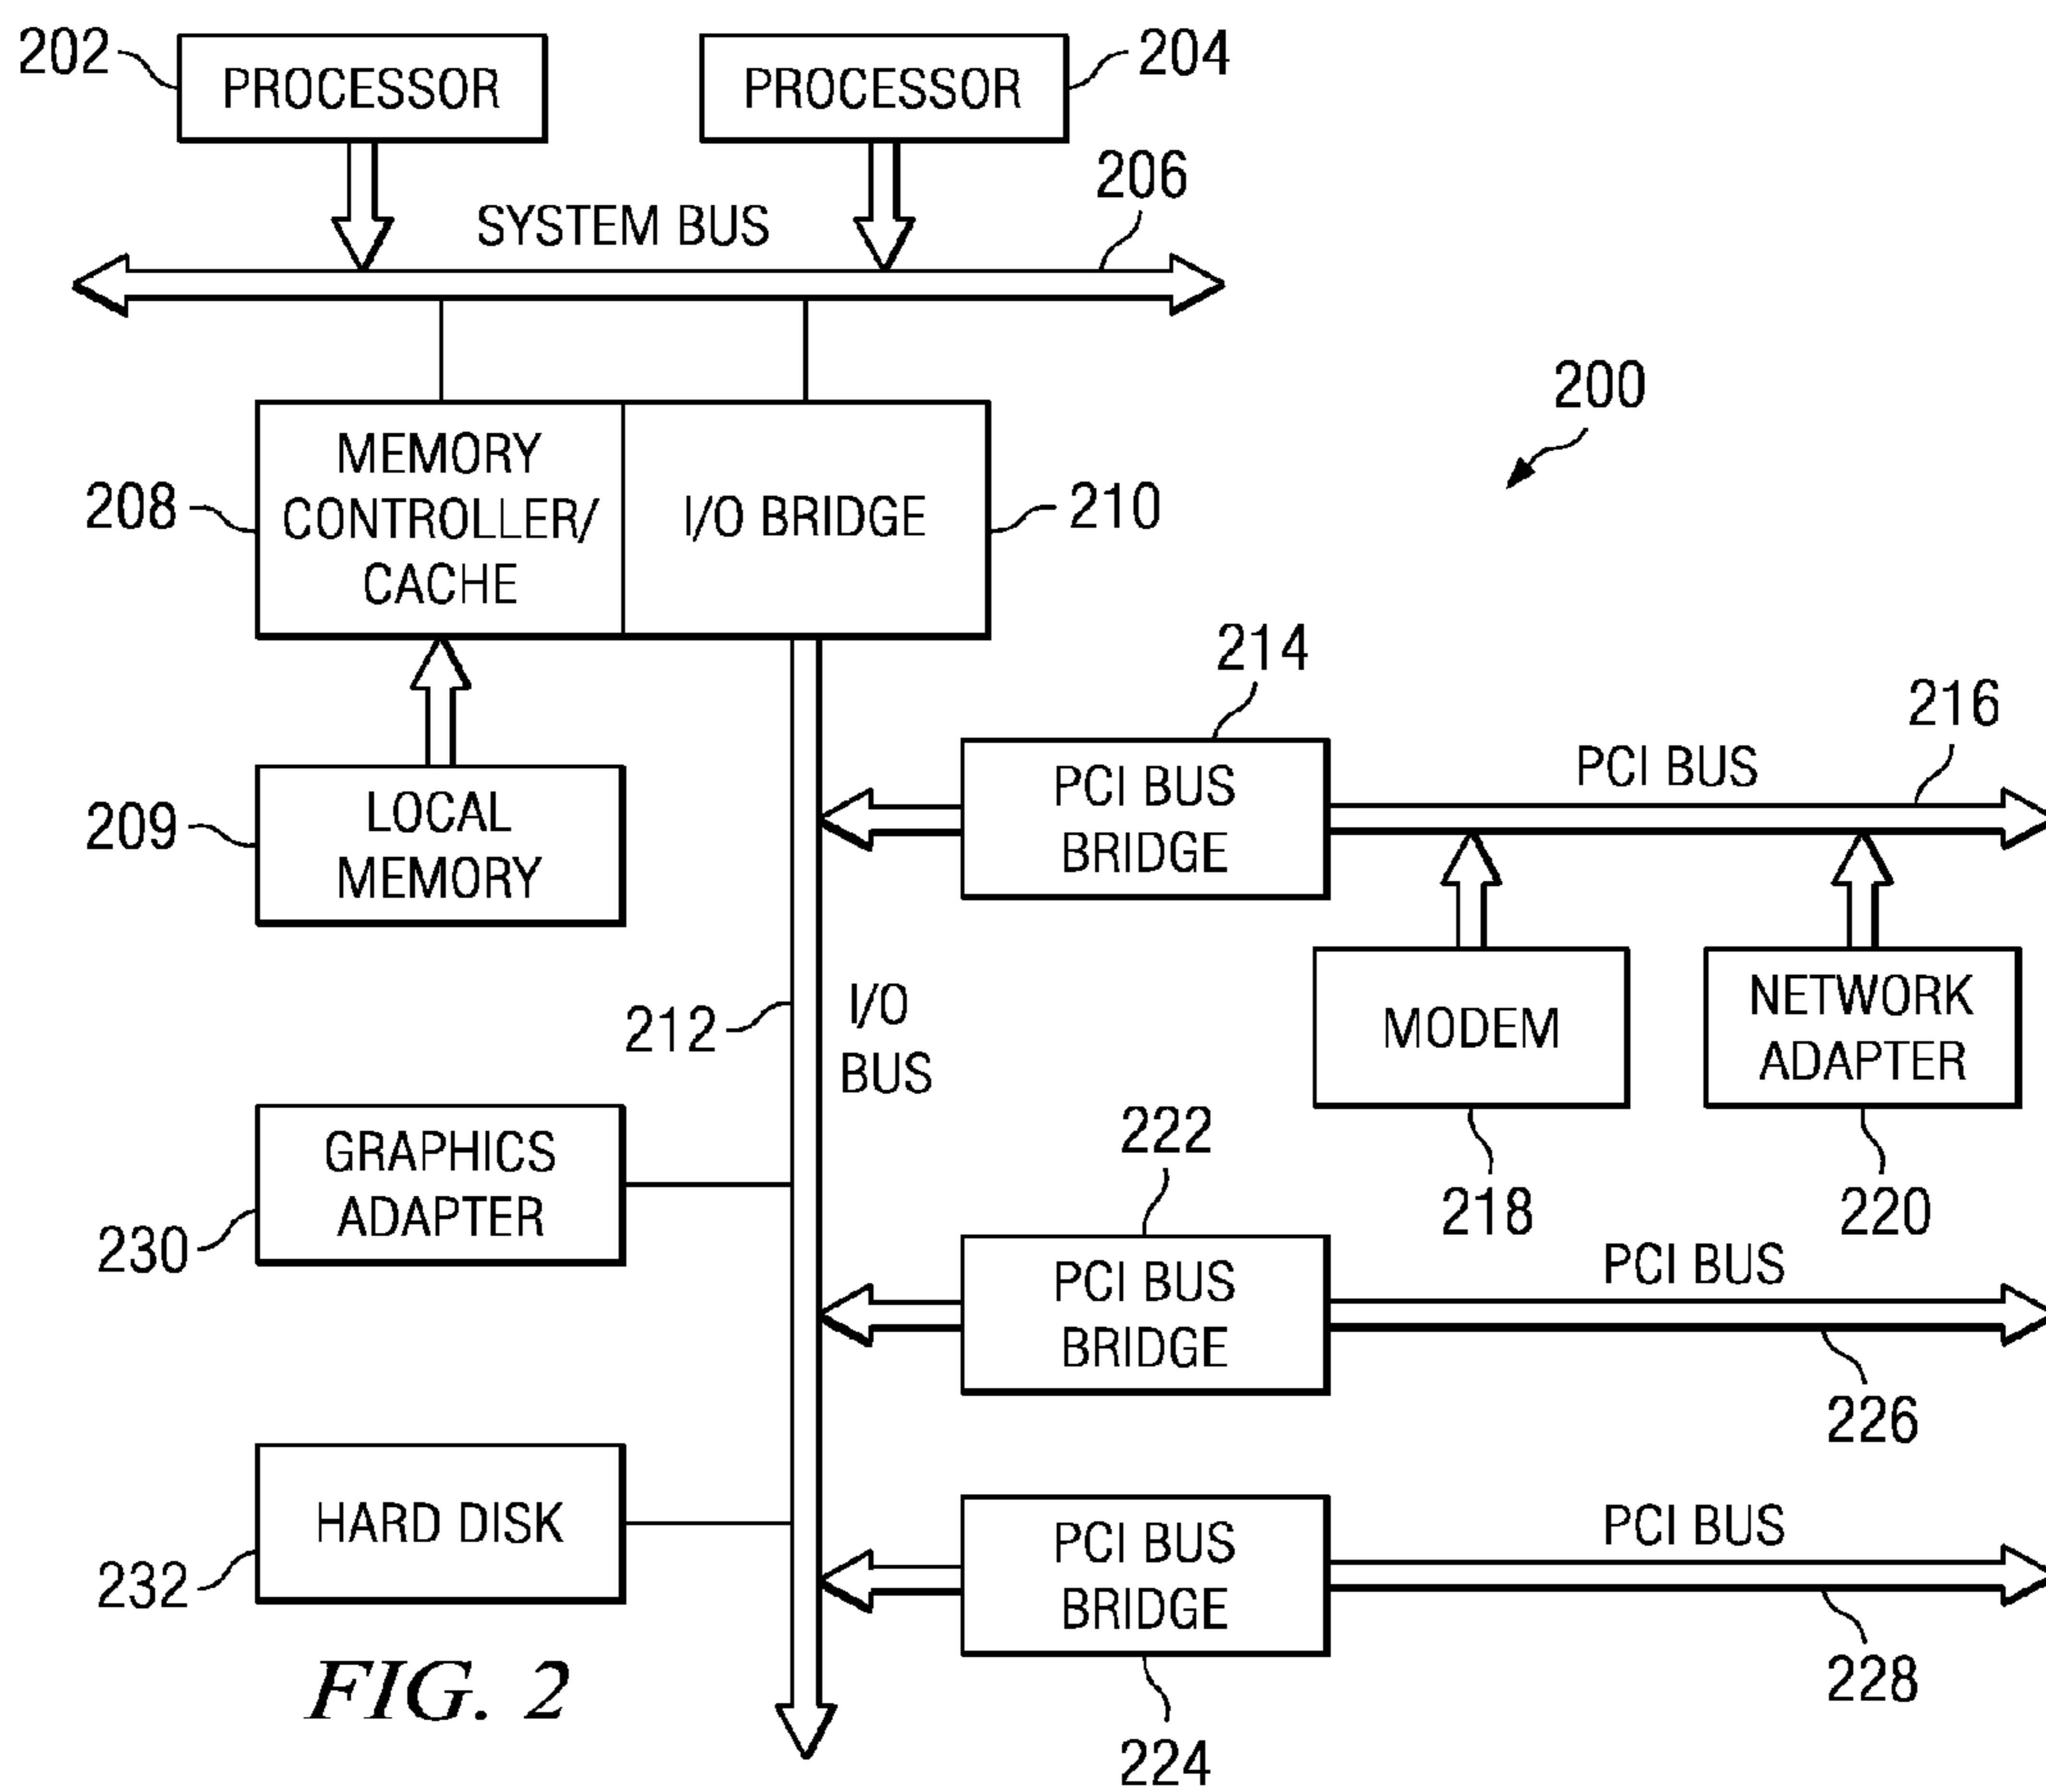 202
PROCESSOR
PROCESSOR
204
206
SYSTEM BUS
200
208
MEMORY
CONTROLLER/
CACHE
I/O BRIDGE
210
214
216
PCI BUS
BRIDGE
PCI BUS
209
LOCAL
MEMORY
212
I/O
BUS
MODEM
NETWORK
ADAPTER
218
220
222
GRAPHICS
ADAPTER
230
PCI BUS
BRIDGE
PCI BUS
226
HARD DISK
232
PCI BUS
BRIDGE
PCI BUS
228
224
FIG. 2